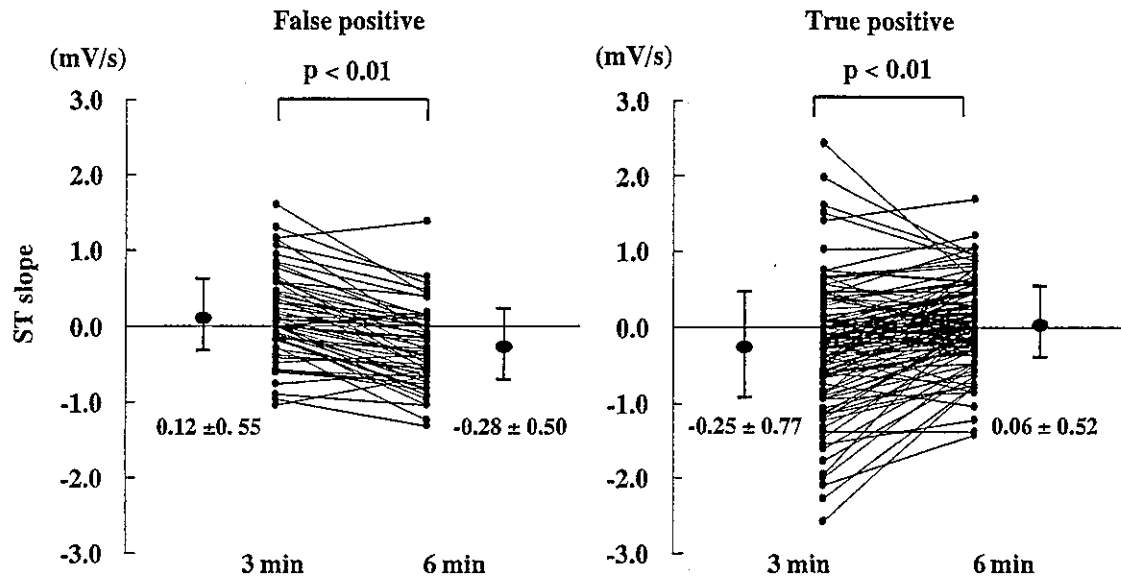 False positive
(mV/s)
p < 0.01
3.0
2.0
1.0
0.0
-1.0
-2.0
-3.0
ST slope
0.12 ±0. 55
-0.28 ± 0.50
3 min
6 min
True positive
(mV/s)
p < 0.01
3.0
2.0
1.0
0.0
-1.0
-2.0
-3.0
-0.25 ± 0.77
0.06 ± 0.52
3 min
6 min